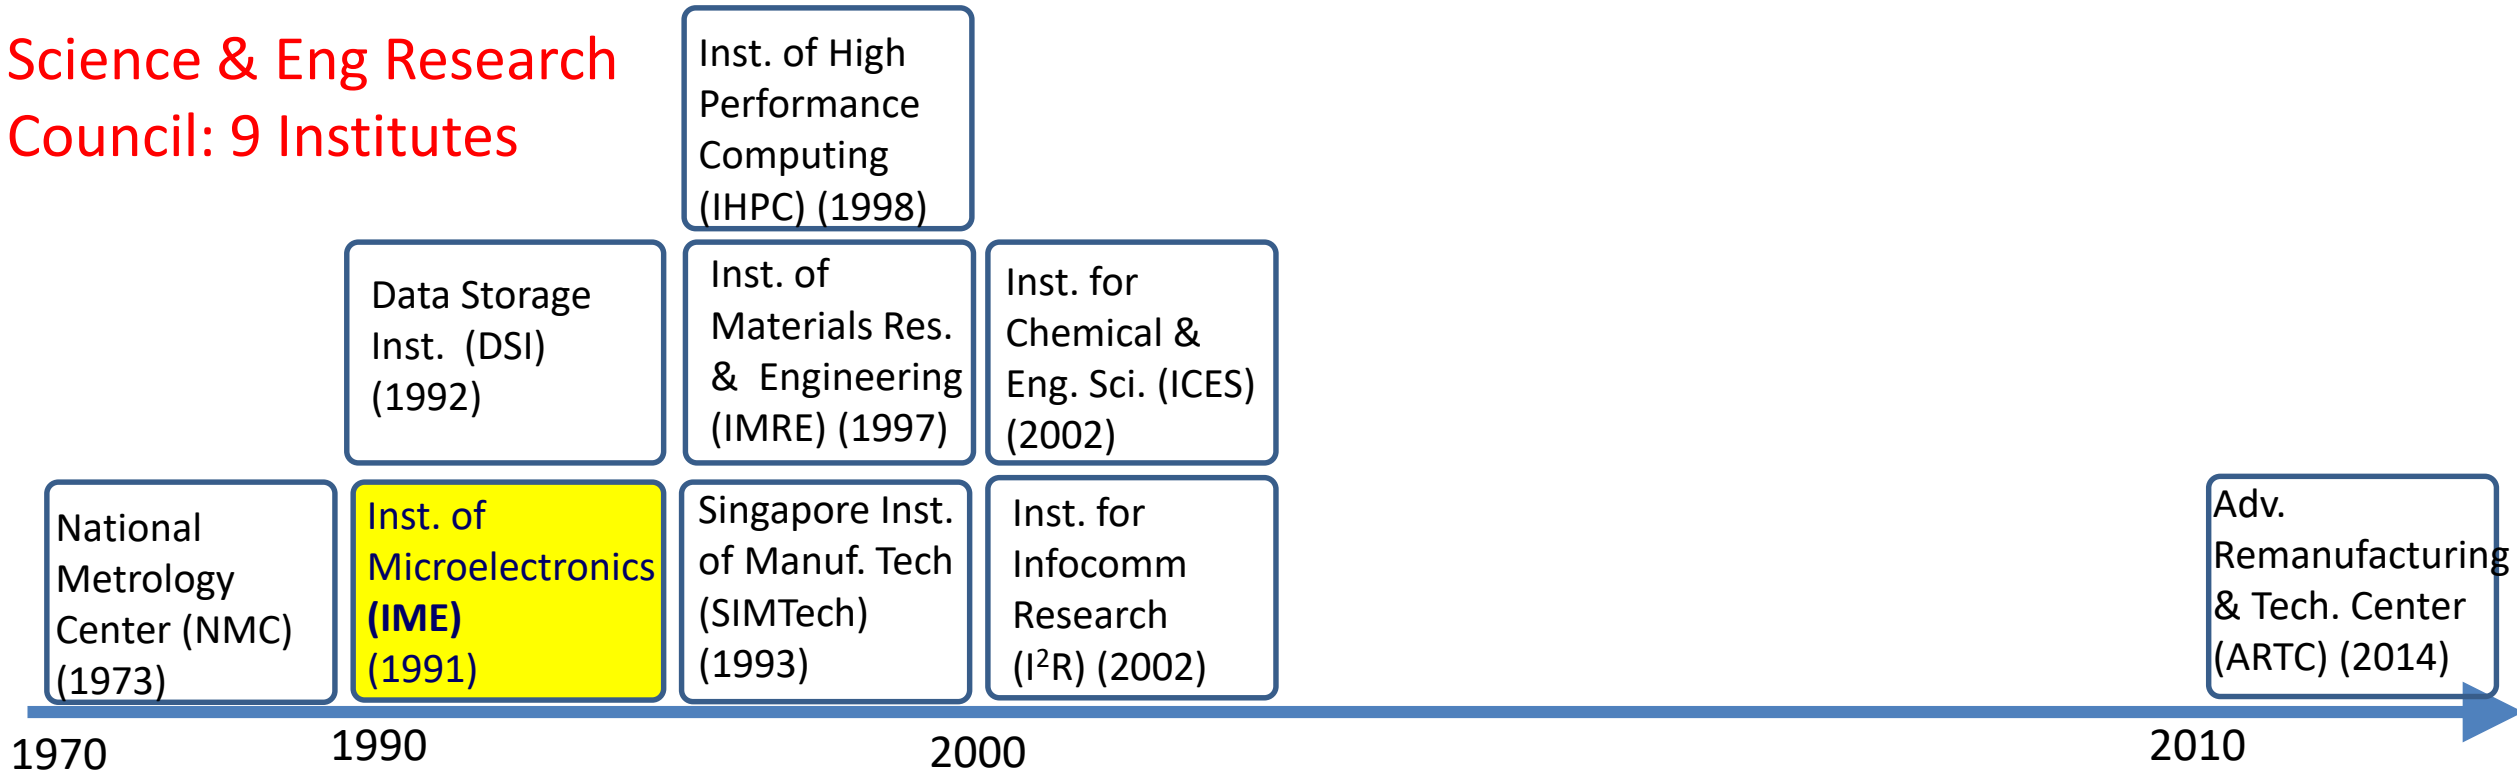 Science & Eng Research
Council: 9 Institutes
Inst. of High
Performance
Computing
(IHPC) (1998)
Data Storage
Inst.  (DSI)
(1992)
Inst. of
Materials Res.
&  Engineering
(IMRE) (1997)
Inst. for
Chemical &
Eng. Sci. (ICES)
(2002)
National
Metrology
Center (NMC)
(1973)
Inst. of
Microelectronics
(IME)
(1991)
Singapore Inst.
of Manuf. Tech
(SIMTech)
(1993)
Inst. for
Infocomm
Research
(I²R) (2002)
Adv.
Remanufacturing
& Tech. Center
(ARTC) (2014)
1970
1990
2000
2010